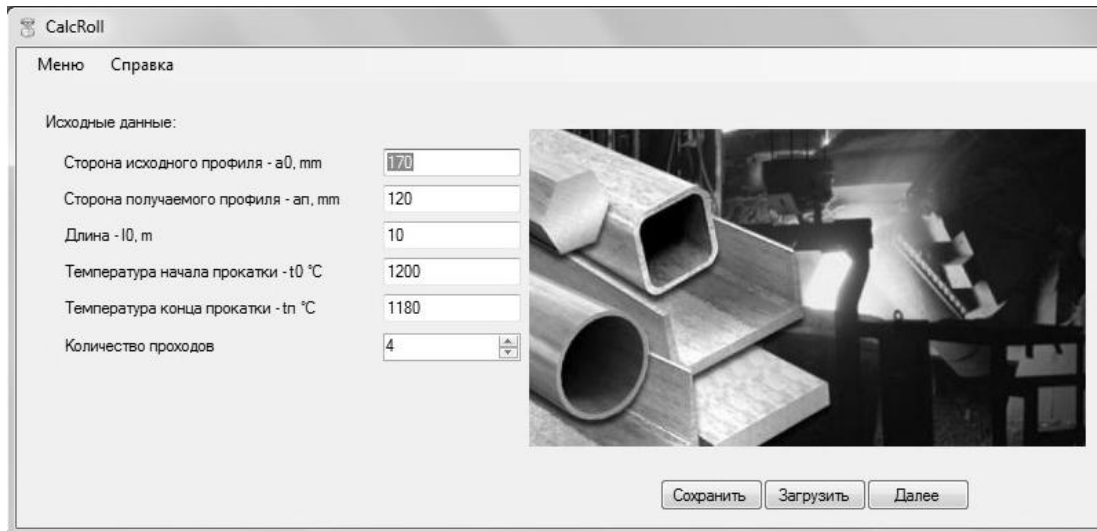 CalcRoll
Меню Справка
Исходные данные:
Сторона исходного профиля - a0, mm 170
Сторона получаемого профиля - an, mm 120
Длина - l0, m 10
Температура начала прокатки - t0 °C 1200
Температура конца прокатки - tn °C 1180
Количество проходов 4
Сохранить Загрузить Далее